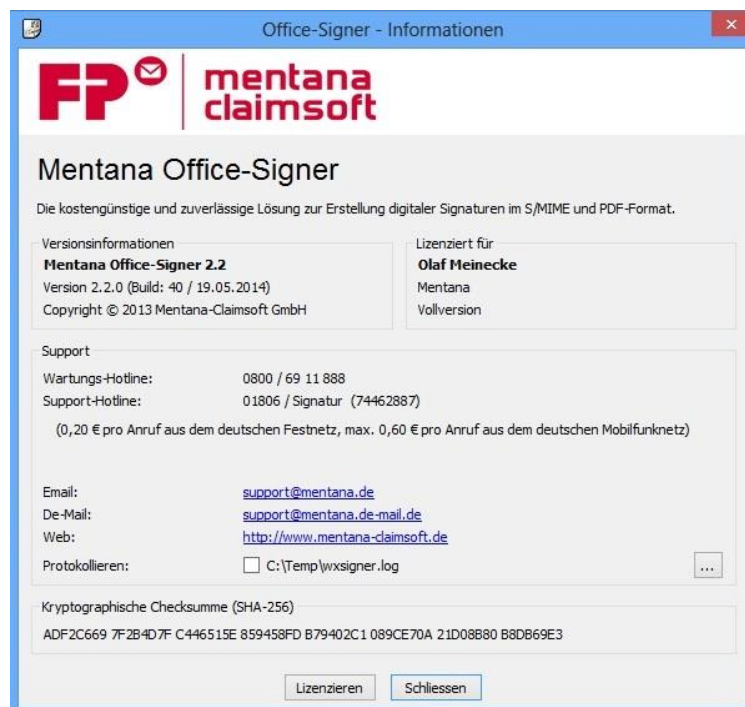 Office-Signer - Informationen
FP
mentana
claimsoft
Mentana Office-Signer
Die kostengünstige und zuverlässige Lösung zur Erstellung digitaler Signaturen im S/MIME und PDF-Format.
Versionsinformationen
Mentana Office-Signer 2.2
Version 2.2.0 (Build: 40 / 19.05.2014)
Copyright © 2013 Mentana-Claimsoft GmbH
Lizenziert für
Olaf Meinecke
Mentana
Vollversion
Support
Wartungs-Hotline: 0800 / 69 11 888
Support-Hotline: 01806 / Signatur (74462887)
(0,20 € pro Anruf aus dem deutschen Festnetz, max. 0,60 € pro Anruf aus dem deutschen Mobilfunknetz)
Email: support@mentana.de
De-Mail: support@mentana.de-mail.de
Web: http://www.mentana-claimsoft.de
Protokollieren: C:\Temp\wxsigner.log ...
Kryptographische Checksumme (SHA-256)
ADF2C669 7F2B4D7F C446515E 859458FD B79402C1 089CE70A 21D08B80 B8DB69E3
Lizenzieren Schliessen